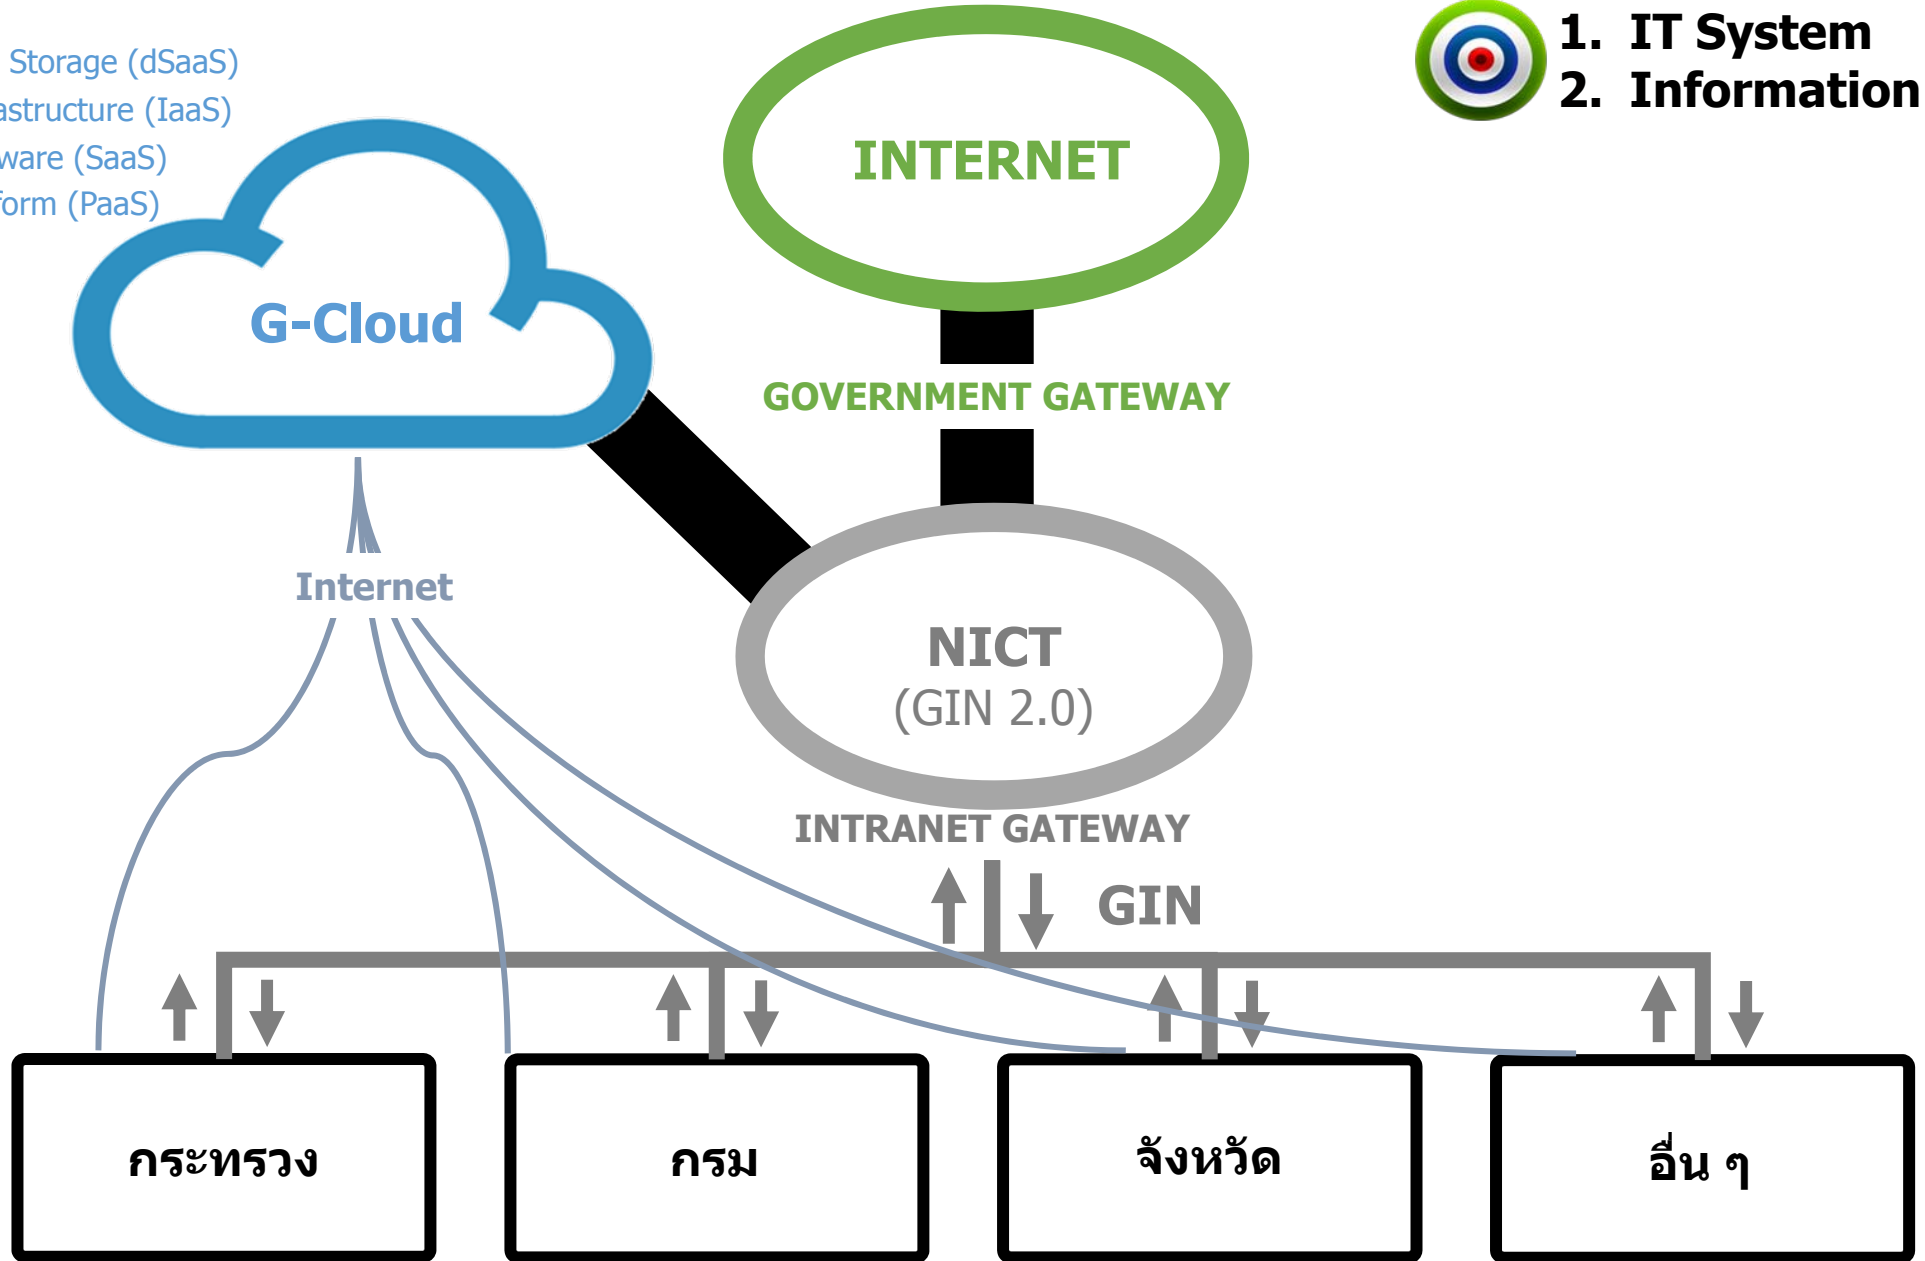 Storage (dSaaS)
astructure (IaaS)
ware (SaaS)
form (PaaS)
1. IT System
2. Information
INTERNET
G-Cloud
GOVERNMENT GATEWAY
Internet
NICT
(GIN 2.0)
INTRANET GATEWAY
GIN
กระทรวง
กรม
จังหวัด
อื่น ๆ